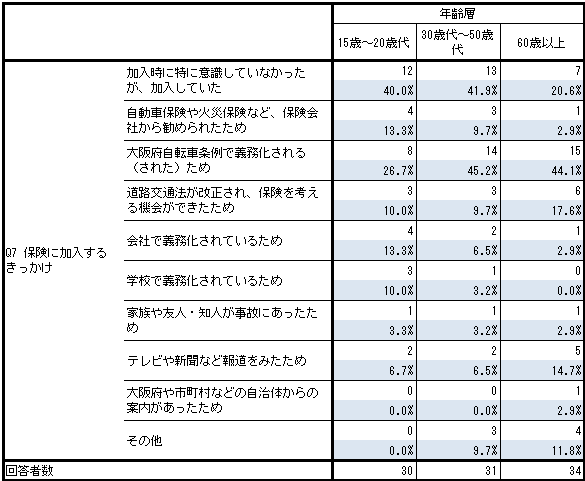 年齢層
15歳～20歳代 30歳代～50歳代 60歳以上
Q7 保険に加入するきっかけ
加入時に特に意識していなかったが、加入していた 12 13 7
40.0% 41.9% 20.6%
自動車保険や火災保険など、保険会社から勧められたため 4 3 1
13.3% 9.7% 2.9%
大阪府自転車条例で義務化される（された）ため 8 14 15
26.7% 45.2% 44.1%
道路交通法が改正され、保険を考える機会ができたため 3 3 6
10.0% 9.7% 17.6%
会社で義務化されているため 4 2 1
13.3% 6.5% 2.9%
学校で義務化されているため 3 1 0
10.0% 3.2% 0.0%
家族や友人・知人が事故にあったため 1 1 1
3.3% 3.2% 2.9%
テレビや新聞など報道をみたため 2 2 5
6.7% 6.5% 14.7%
大阪府や市町村などの自治体からの案内があったため 0 0 1
0.0% 0.0% 2.9%
その他 0 3 4
0.0% 9.7% 11.8%
回答者数 30 31 34